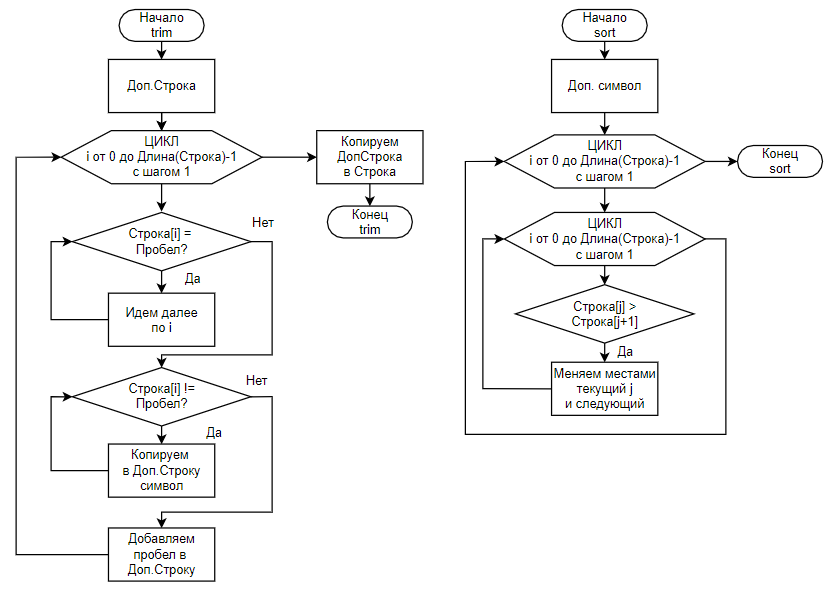 Начало
trim
Доп.Строка
ЦИКЛ
i от 0 до Длина(Строка)-1
с шагом 1
Копируем
ДопСтрока
в Строка
Конец
trim
Строка[i] =
Пробел?
Нет
Да
Идем далее
по i
Строка[i] !=
Пробел?
Нет
Да
Копируем
в Доп.Строку
символ
Добавляем
пробел в
Доп.Строку
Начало
sort
Доп. символ
ЦИКЛ
i от 0 до Длина(Строка)-1
с шагом 1
Конец
sort
ЦИКЛ
i от 0 до Длина(Строка)-1
с шагом 1
Строка[j] >
Строка[j+1]
Да
Меняем местами
текущий j
и следующий